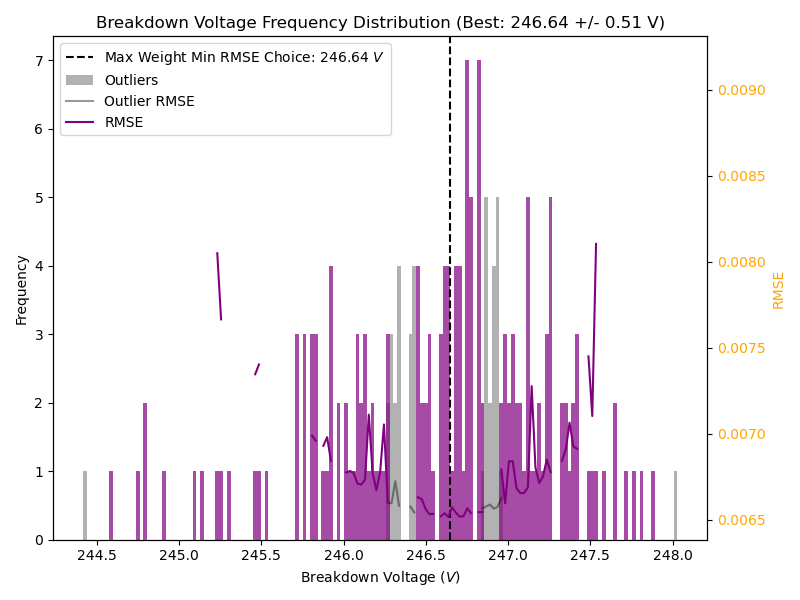 Breakdown Voltage Frequency Distribution (Best: 246.64 +/- 0.51 V)
Max Weight Min RMSE Choice: 246.64 V
Outliers
Outlier RMSE
RMSE
7
6
5
4
3
2
1
0
Frequency
0.0090
0.0085
0.0080
0.0075
0.0070
0.0065
RMSE
244.5 245.0 245.5 246.0 246.5 247.0 247.5 248.0
Breakdown Voltage (V)